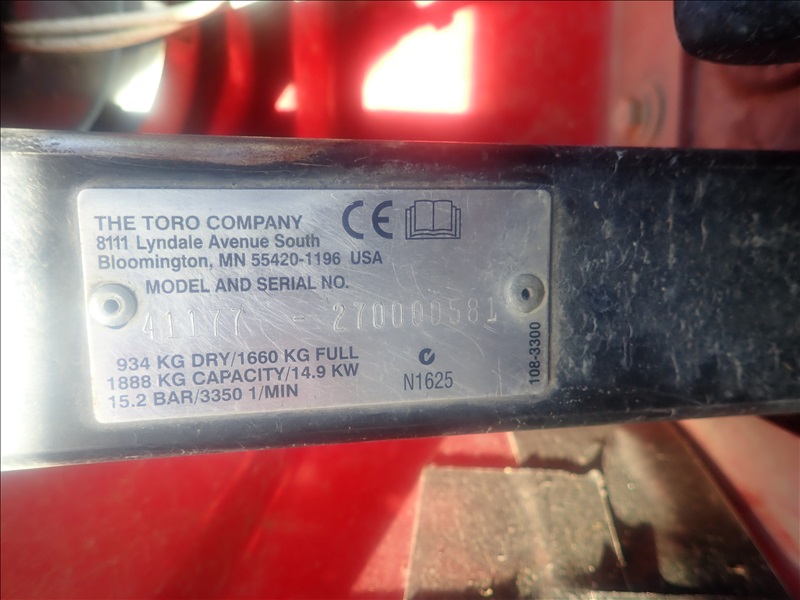 THE TORO COMPANY
8111 Lyndale Avenue South
Bloomington, MN 55420-1196 USA
CE
MODEL AND SERIAL NO.
41177 - 270000581
934 KG DRY/1660 KG FULL
1888 KG CAPACITY/14.9 KW
15.2 BAR/3350 1/MIN
N1625
108-3300